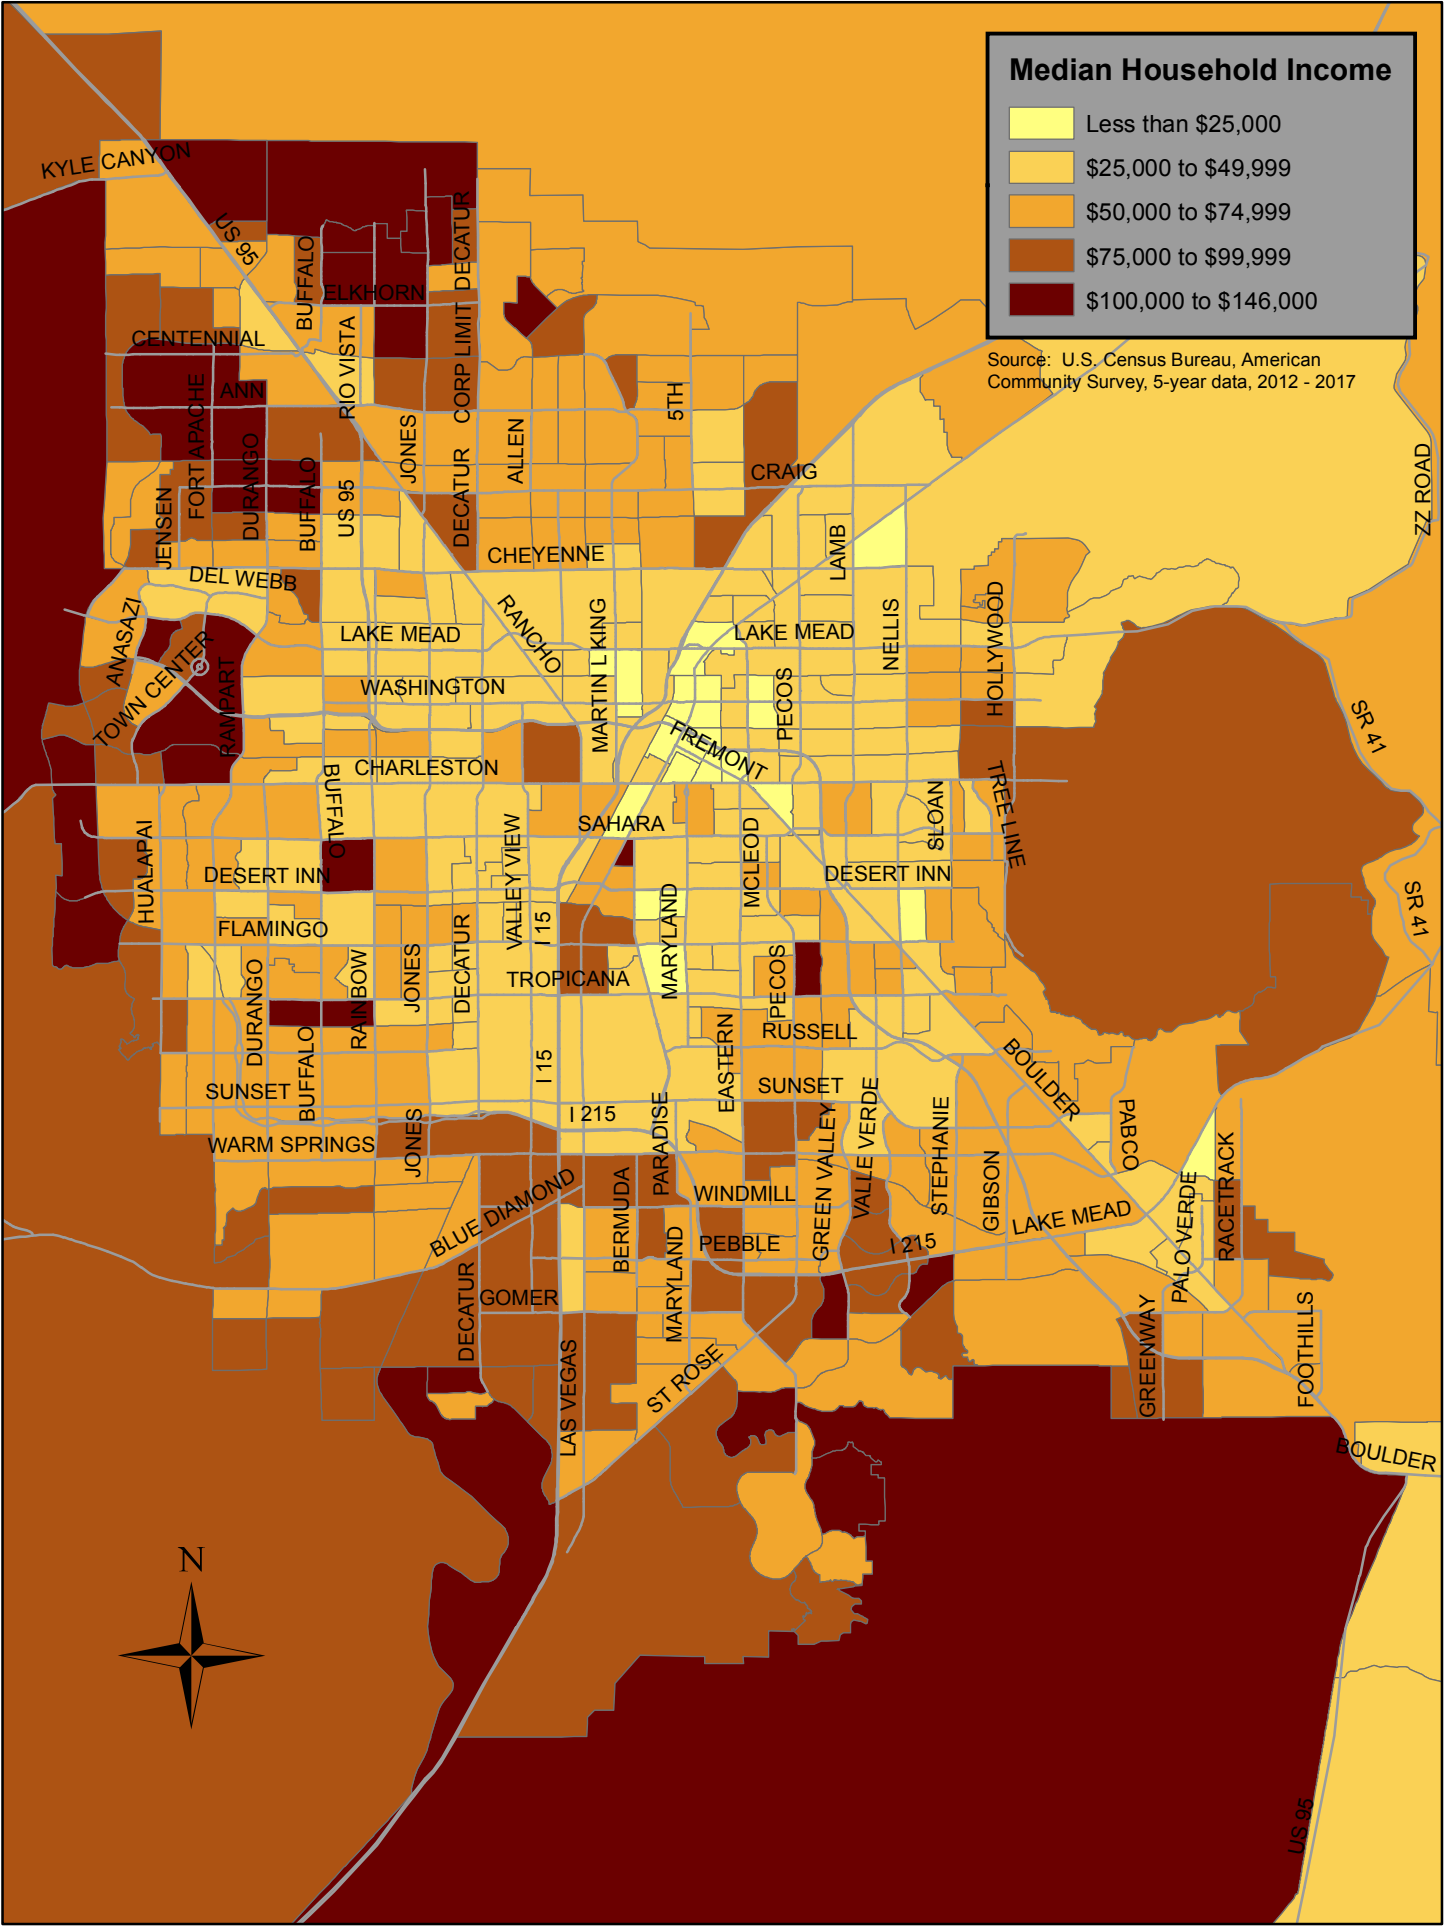 Median Household Income
Less than $25,000
$25,000 to $49,999
$50,000 to $74,999
$75,000 to $99,999
$100,000 to $146,000
Source: U.S. Census Bureau, American
Community Survey, 5-year data, 2012 - 2017
KYLE CANYON
US 95
BUFFALO
DECATUR
ELKHORN
CENTENNIAL
RIO VISTA
CORP LIMIT
ANN
FORT APACHE
5TH
JONES
ALLEN
DURANGO
BUFFALO
US 95
DECATUR
CRAIG
ZZ ROAD
JENSEN
CHEYENNE
LAMB
DEL WEBB
ANASAZI
LAKE MEAD
RANCHO
MARTIN L KING
LAKE MEAD
NELLIS
HOLLYWOOD
TOWN CENTER
RAMPART
WASHINGTON
PECOS
SR 41
FREMONT
CHARLESTON
BUFFALO
TREE LINE
SLOAN
HUALAPAI
VALLEY VIEW
SAHARA
MCLEOD
DESERT INN
DESERT INN
MARYLAND
SR 41
FLAMINGO
I 15
DECATUR
JONES
RAINBOW
DURANGO
TROPICANA
PECOS
RUSSELL
EASTERN
BUFFALO
I 15
BOULDER
SUNSET
SUNSET
I 215
PARADISE
GREEN VALLEY
VALLE VERDE
STEPHANIE
PABCO
WARM SPRINGS
JONES
GIBSON
RACETRACK
BLUE DIAMOND
BERMUDA
WINDMILL
PALO VERDE
LAKE MEAD
PEBBLE
I 215
MARYLAND
DECATUR
GOMER
LAS VEGAS
ST ROSE
GREENWAY
FOOTHILLS
BOULDER
N
US 95